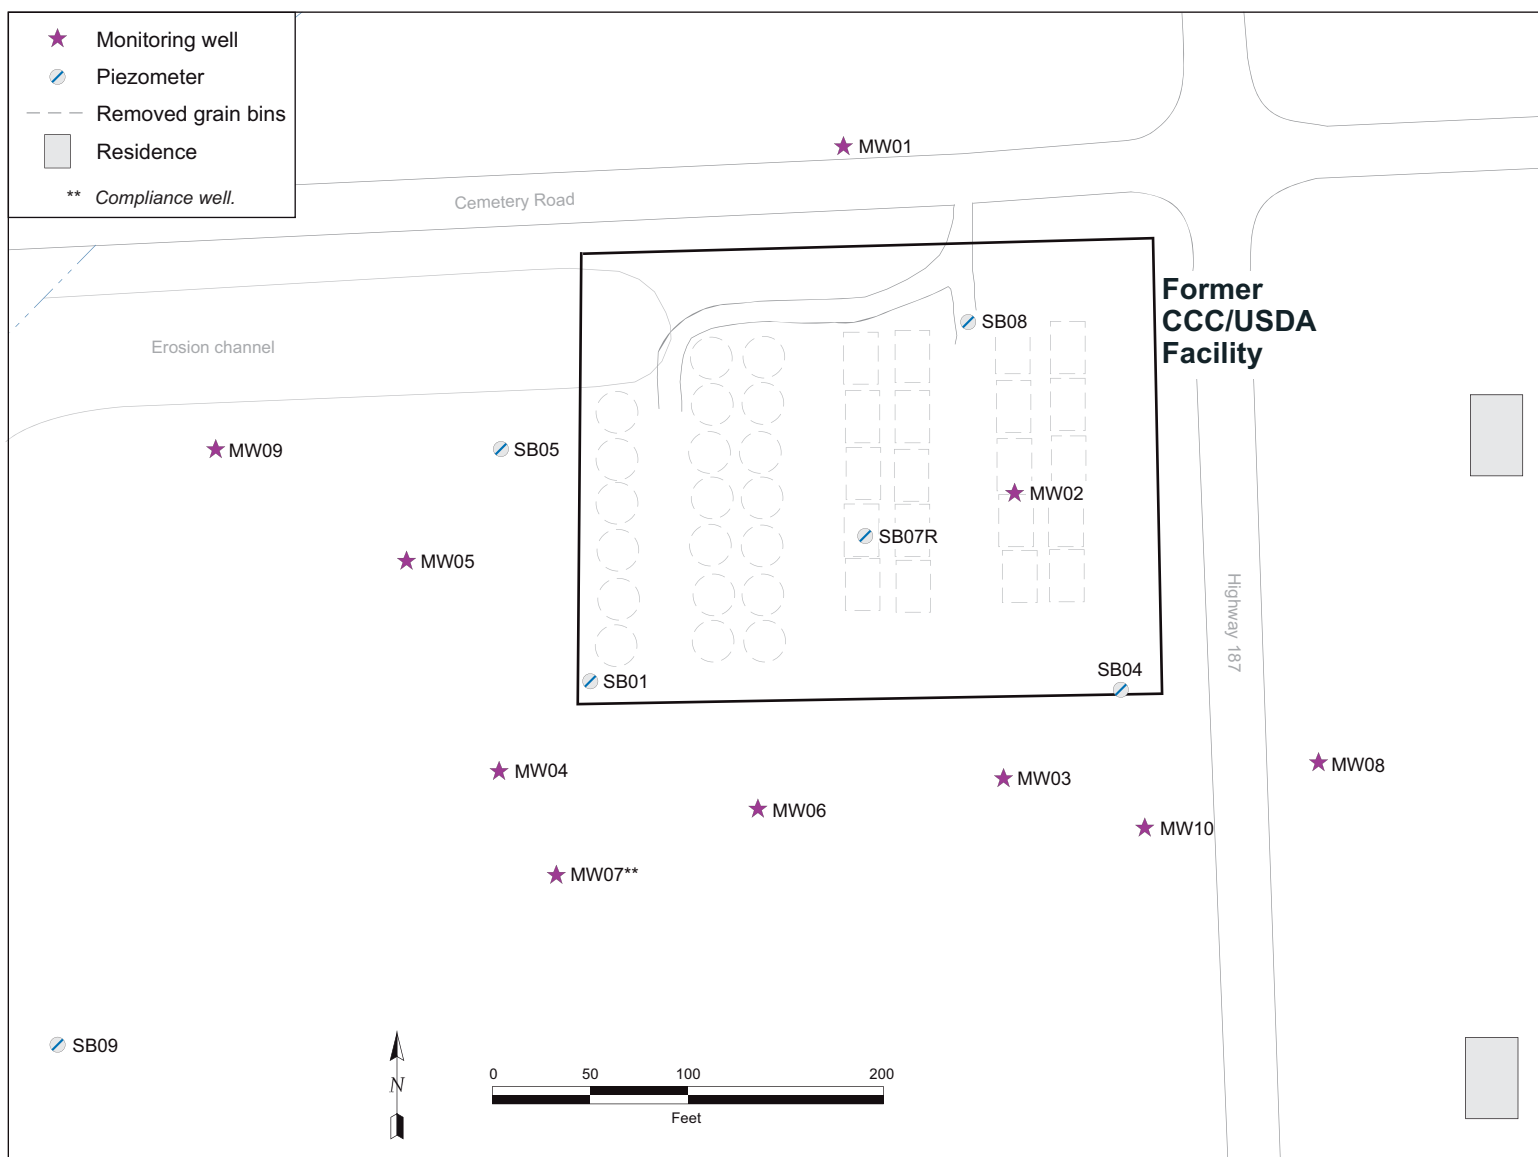 Monitoring well
Piezometer
Removed grain bins
Residence
** Compliance well.
MW01
Cemetery Road
Former
CCC/USDA
Facility
SB08
Erosion channel
MW09
SB05
MW02
SB07R
MW05
Highway 187
SB01
SB04
MW04
MW03
MW08
MW06
MW10
MW07**
SB09
N
0 50 100 200
Feet